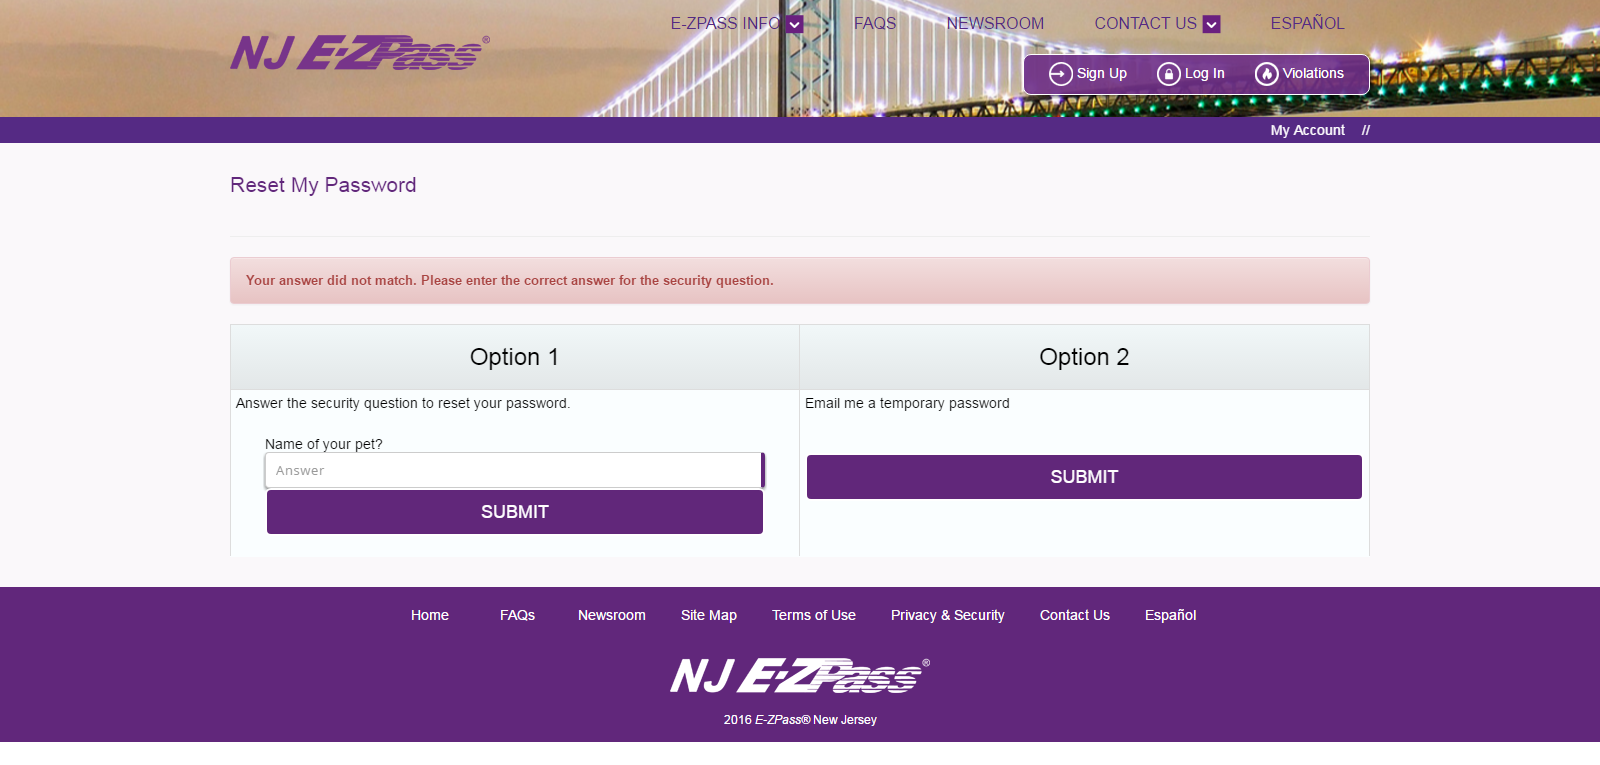 E-ZPASS INFO FAQS NEWSROOM CONTACT US ESPAÑOL
NJ E-ZPass®
Sign Up Log In Violations
My Account //
Reset My Password
Your answer did not match. Please enter the correct answer for the security question.
Option 1 Option 2
Answer the security question to reset your password. Email me a temporary password
Name of your pet?
Answer
SUBMIT
SUBMIT
Home FAQs Newsroom Site Map Terms of Use Privacy & Security Contact Us Español
NJ E-ZPass®
2016 E-ZPass® New Jersey